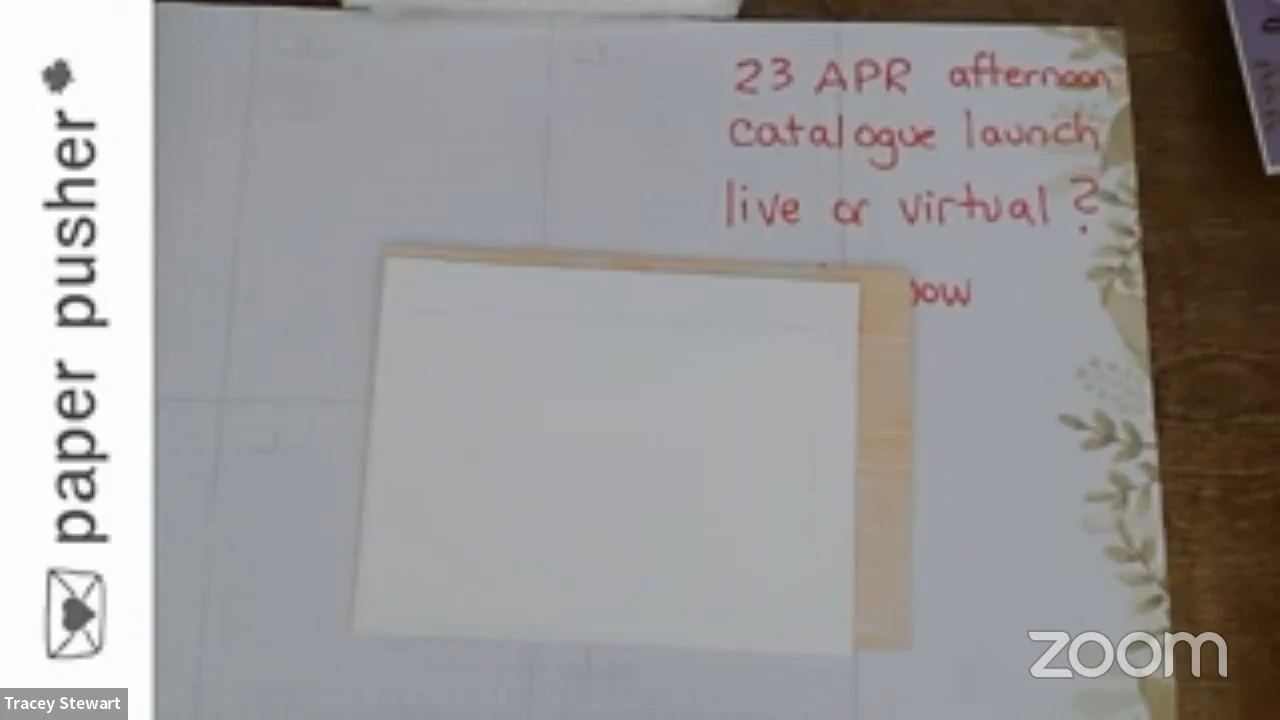 paper pusher
23 APR afternoon
catalogue launch
live or virtual ?
Tracey Stewart
zoom